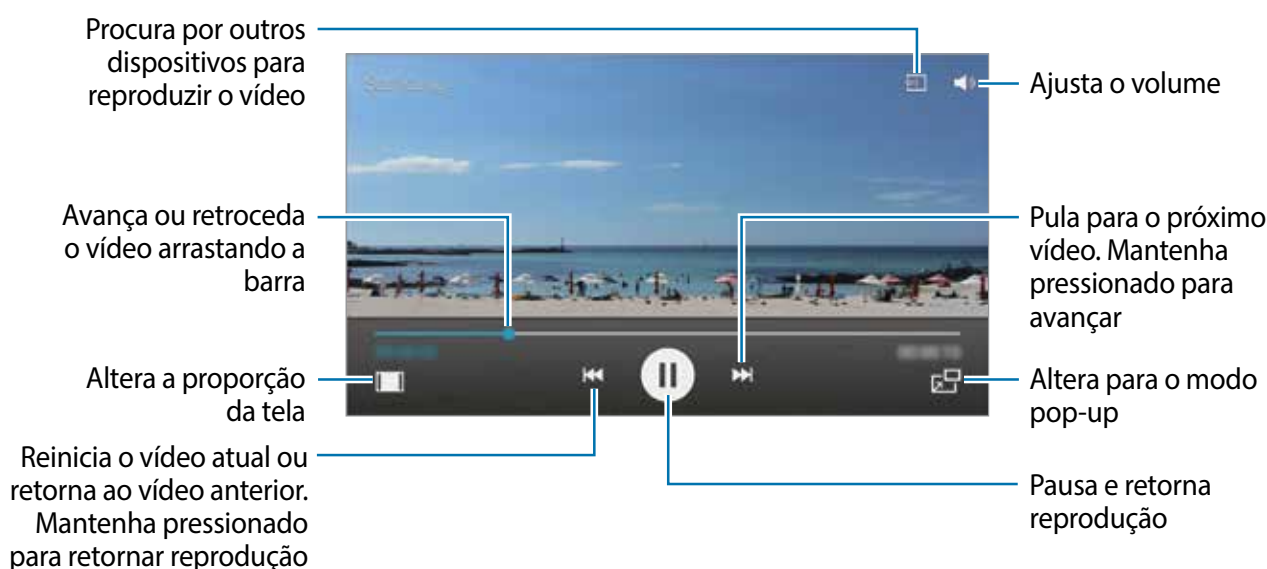 Procura por outros
dispositivos para
reproduzir o vídeo
Ajusta o volume
Avança ou retroceda
o vídeo arrastando a
barra
Pula para o próximo
vídeo. Mantenha
pressionado para
avançar
Altera a proporção
da tela
Altera para o modo
pop-up
Reinicia o vídeo atual ou
retorna ao vídeo anterior.
Mantenha pressionado
para retornar reprodução
Pausa e retorna
reprodução